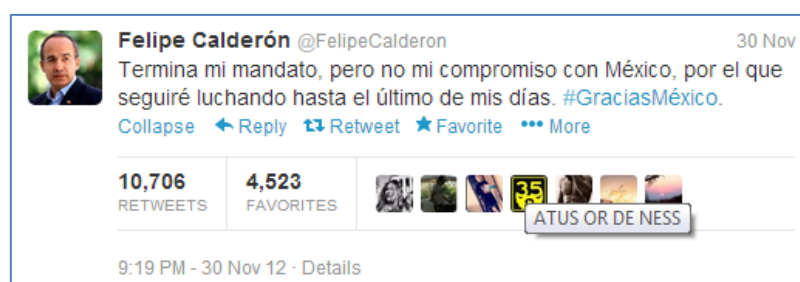 Felipe Calderón @FelipeCalderon 30 Nov
Termina mi mandato, pero no mi compromiso con México, por el que
seguiré luchando hasta el último de mis días. #GraciasMéxico.
Collapse Reply Retweet Favorite More
10,706 4,523
RETWEETS FAVORITES
35
ATUS OR DE NESS
9:19 PM - 30 Nov 12 · Details